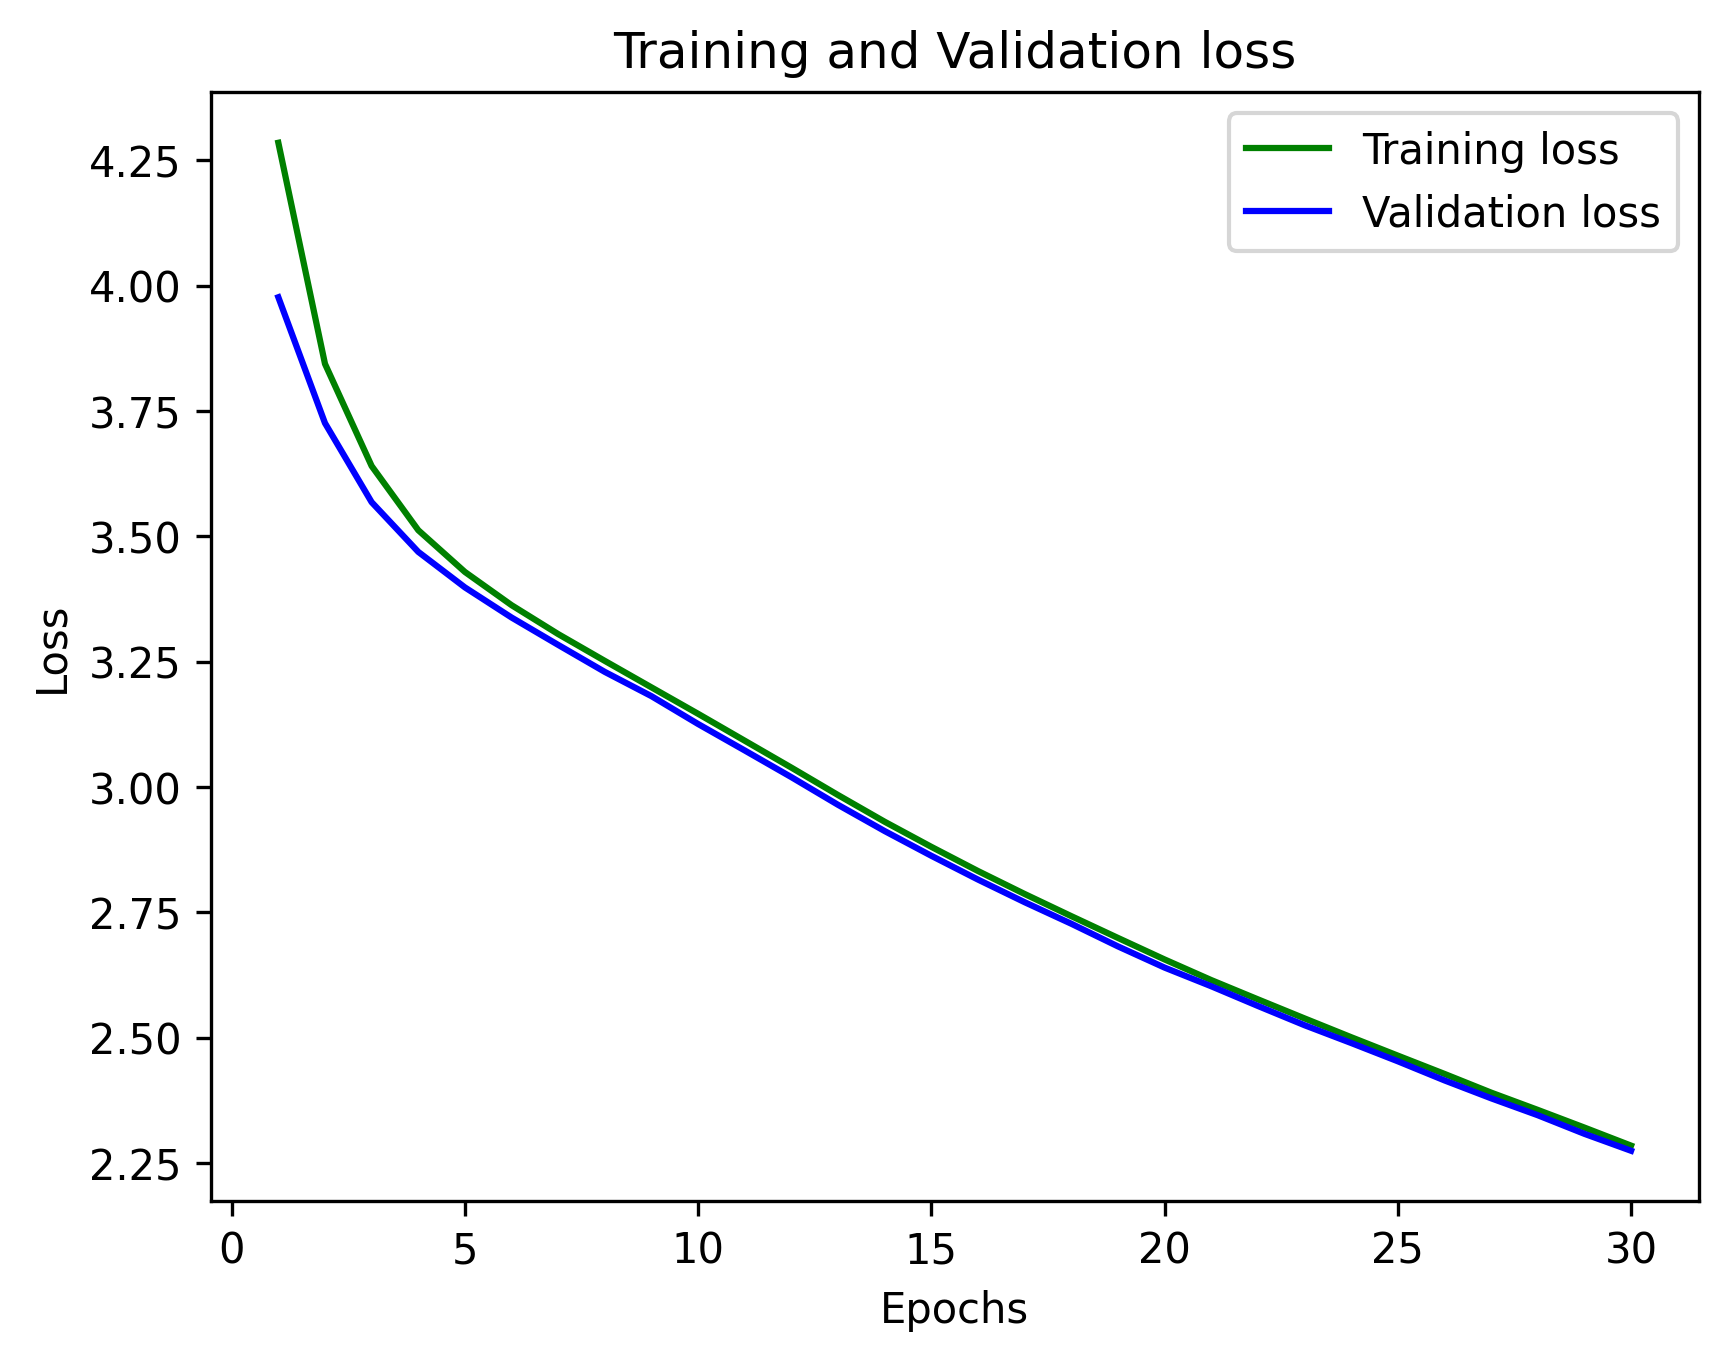 Training and Validation loss
Training loss
Validation loss
4.25
4.00
3.75
3.50
3.25
3.00
2.75
2.50
2.25
Loss
0 5 10 15 20 25 30
Epochs